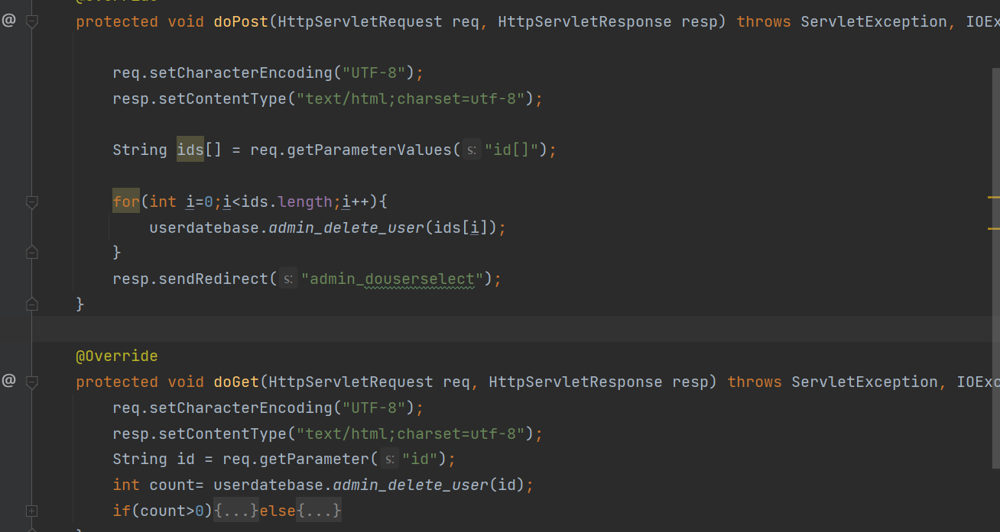 @Override
@ protected void doPost(HttpServletRequest req, HttpServletResponse resp) throws ServletException, IOEx
req.setCharacterEncoding("UTF-8");
resp.setContentType("text/html;charset=utf-8");
String ids[] = req.getParameterValues( s: "id[]");
for(int i=0;i<ids.length;i++){
userdatebase.admin_delete_user(ids[i]);
}
resp.sendRedirect( s: "admin_douserselect");
}
@Override
@ protected void doGet(HttpServletRequest req, HttpServletResponse resp) throws ServletException, IOExc
req.setCharacterEncoding("UTF-8");
resp.setContentType("text/html;charset=utf-8");
String id = req.getParameter( s: "id");
int count= userdatebase.admin_delete_user(id);
if(count>0){...}else{...}
}